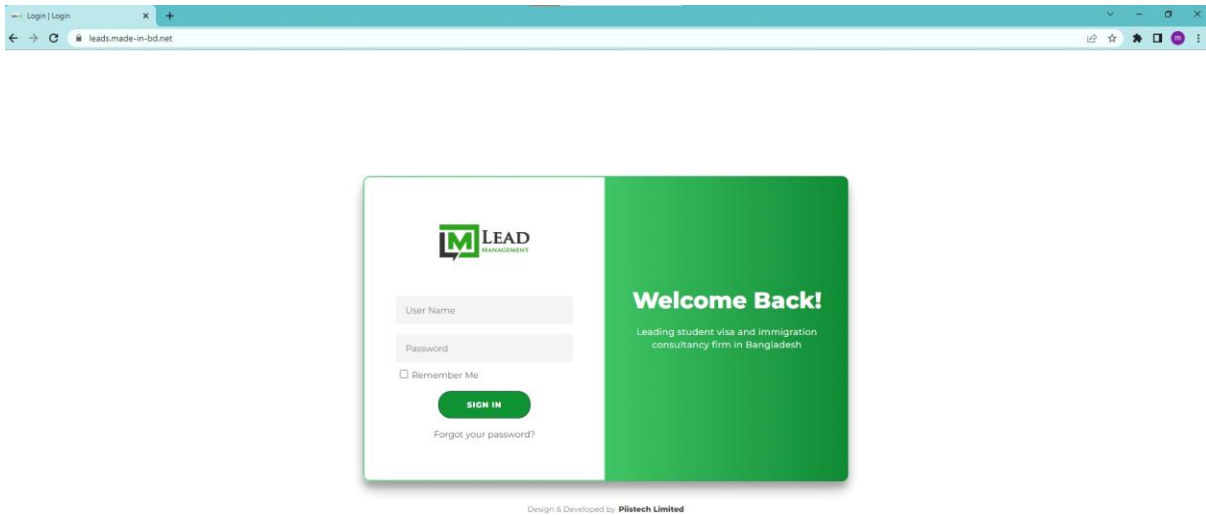 Login | Login
leads.made-in-bd.net
m
LM LEAD
MANAGEMENT
User Name
Password
Remember Me
SIGN IN
Forgot your password?
Welcome Back!
Leading student visa and immigration
consultancy firm in Bangladesh
Design & Developed by Piistech Limited